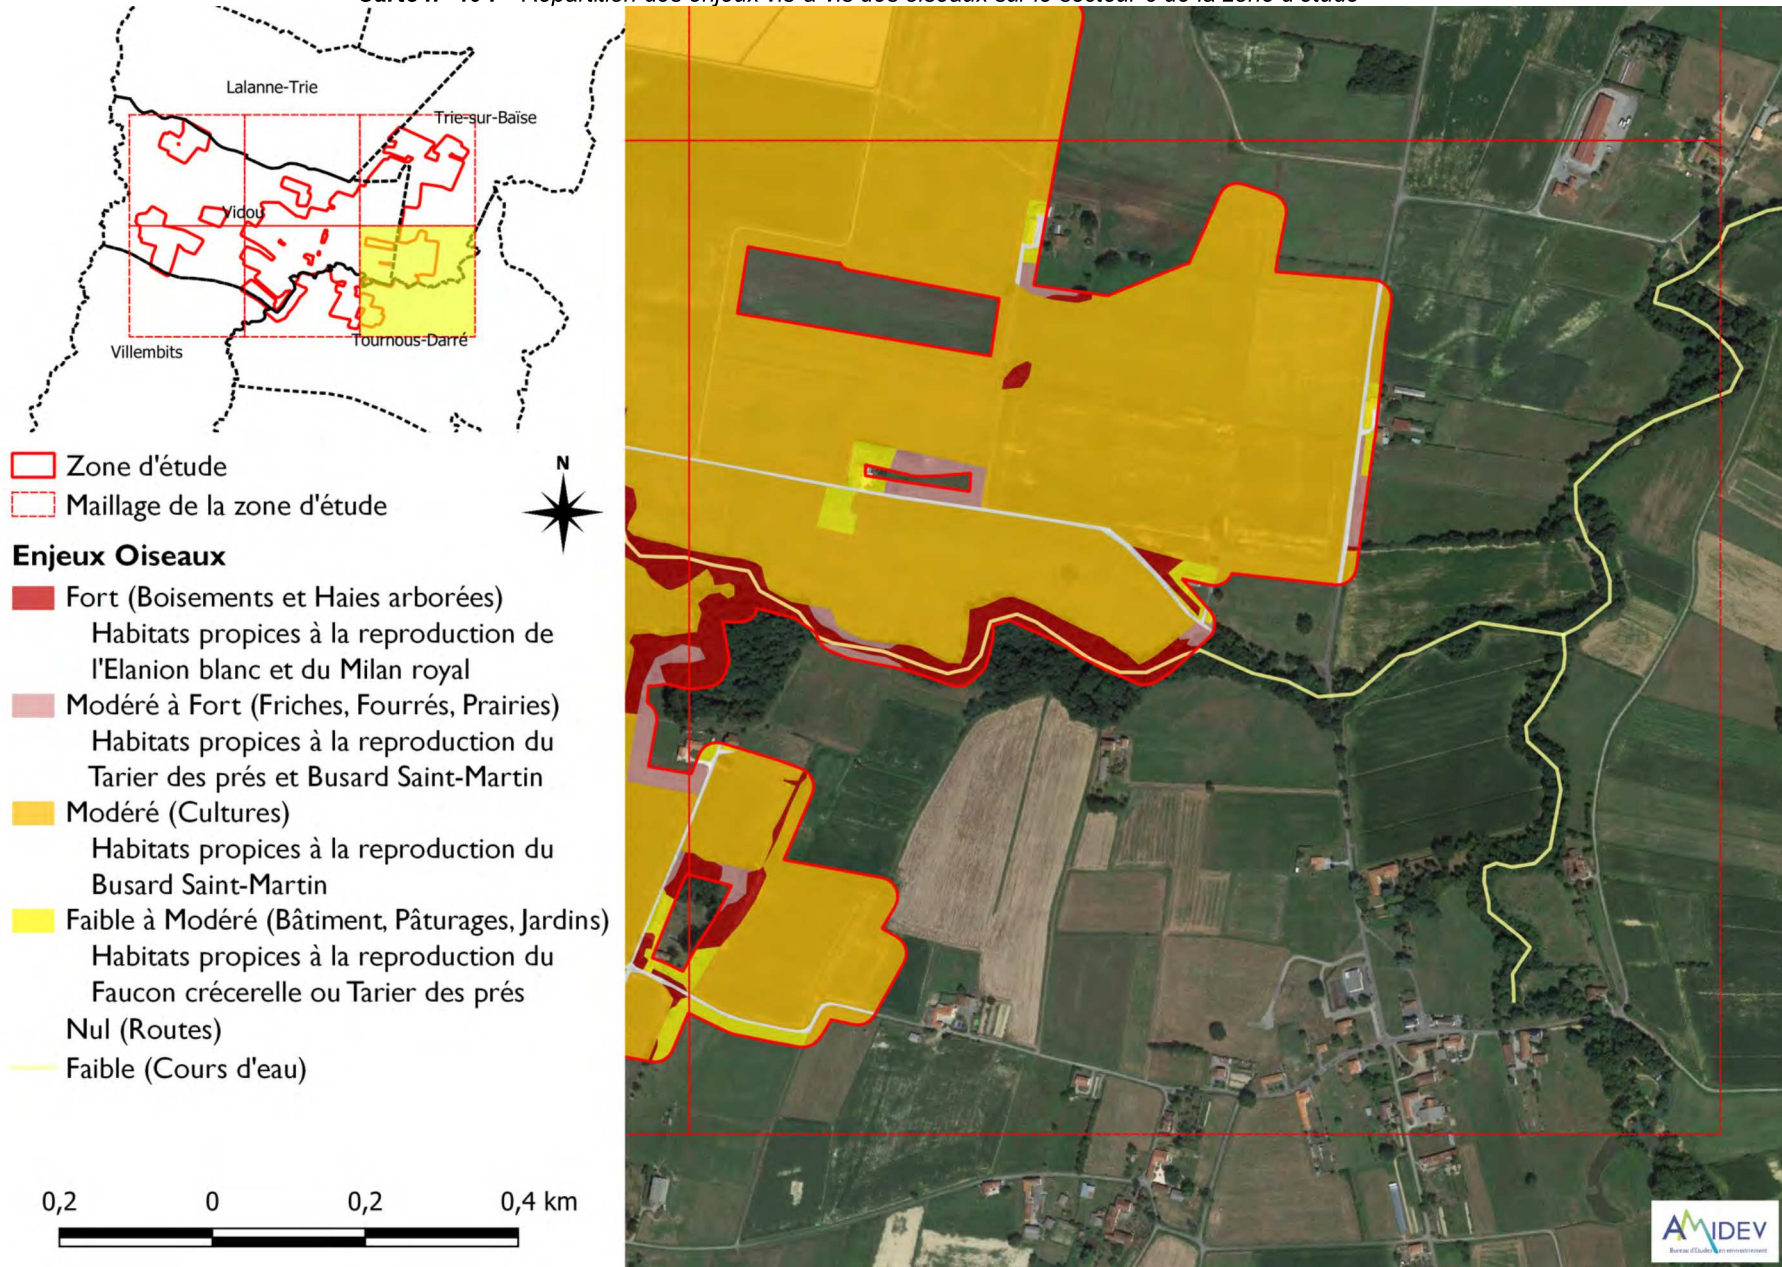 Lalanne-Trie
Trie-sur-Baïse
Vidou
Villembits
Tournous-Darré
Zone d'étude
Maillage de la zone d'étude
N
Enjeux Oiseaux
Fort (Boisements et Haies arborées)
Habitats propices à la reproduction de
l'Elanion blanc et du Milan royal
Modéré à Fort (Friches, Fourrés, Prairies)
Habitats propices à la reproduction du
Tarier des prés et Busard Saint-Martin
Modéré (Cultures)
Habitats propices à la reproduction du
Busard Saint-Martin
Faible à Modéré (Bâtiment, Pâturages, Jardins)
Habitats propices à la reproduction du
Faucon crécerelle ou Tarier des prés
Nul (Routes)
Faible (Cours d'eau)
0,2 0 0,2 0,4 km
AMIDEV
Bureau d'Etudes en environnement